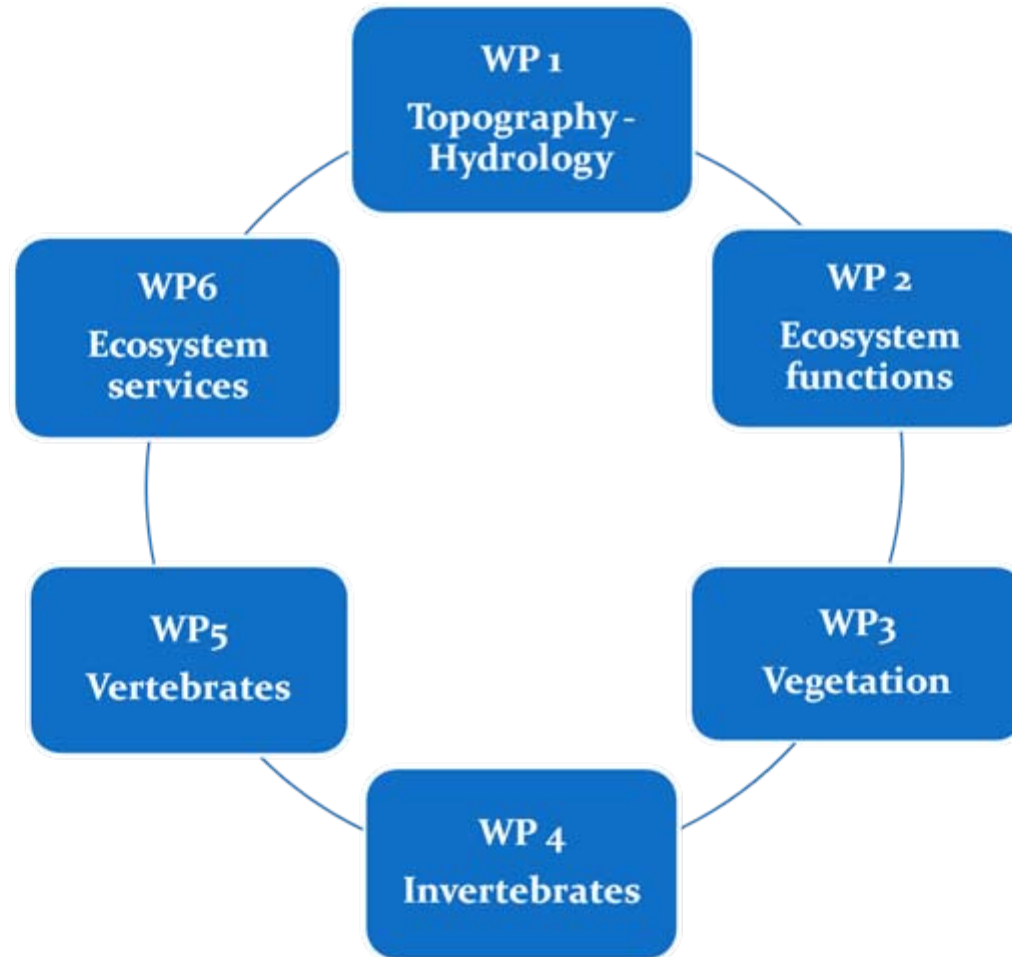 WP 1
Topography -
Hydrology
WP 2
Ecosystem
functions
WP3
Vegetation
WP 4
Invertebrates
WP5
Vertebrates
WP6
Ecosystem
services